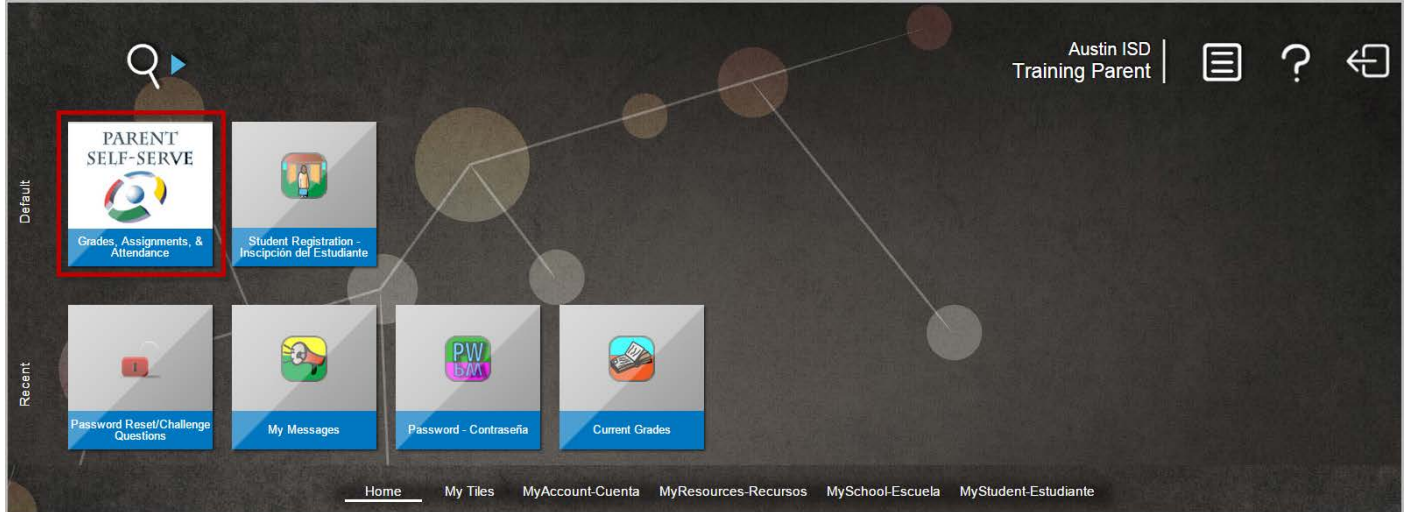 Austin ISD
Training Parent
?
Default
PARENT
SELF-SERVE
Grades, Assignments, &
Attendance
Student Registration -
Inscipción del Estudiante
Recent
Password Reset/Challenge
Questions
My Messages
PW
Password - Contraseña
Current Grades
Home
My Tiles
MyAccount-Cuenta
MyResources-Recursos
MySchool-Escuela
MyStudent-Estudiante